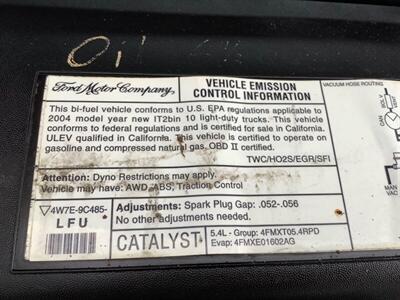 Oil
Ford Motor Company
VEHICLE EMISSION
CONTROL INFORMATION
VACUUM HOSE ROUTING
This bi-fuel vehicle conforms to U.S. EPA regulations applicable to
2004 model year new lT2bin 10 light-duty trucks. This vehicle
conforms to federal regulations and is certified for sale in California.
ULEV qualified in California. This vehicle is certified to operate on
gasoline and compressed natural gas. OBD II certified.
TWC/HO2S/EGR/SFI
Attention: Dyno Restrictions may apply.
Vehicle may have: AWD, ABS, Traction Control
4W7E-9C485-
LFU
Adjustments: Spark Plug Gap: .052-.056
No other adjustments needed.
CATALYST
5.4L - Group: 4FMXT05.4RPD
Evap: 4FMXE01602AG
CAN
MAN
VAC